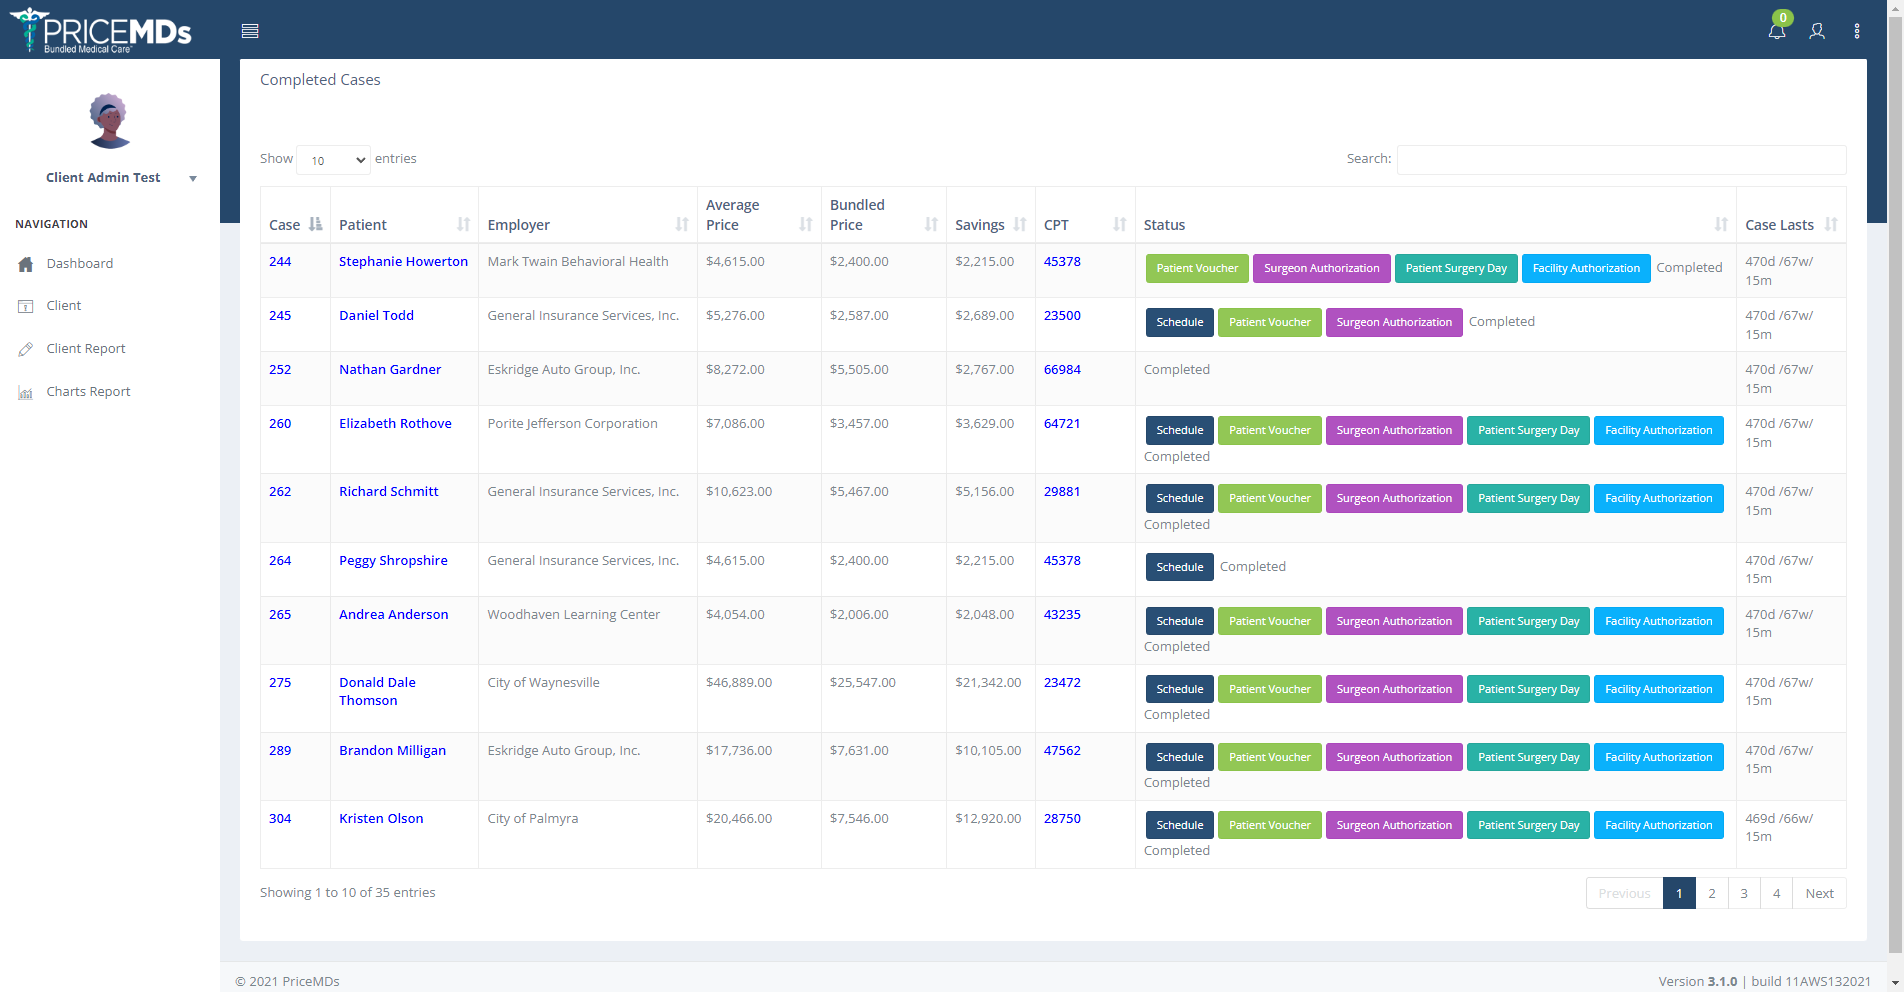 PRICEMDs
Bundled Medical Care
0
Client Admin Test
NAVIGATION
Dashboard
Client
Client Report
Charts Report
Completed Cases
Show 10 entries
Search:
Case Patient Employer Average Price Bundled Price Savings CPT Status Case Lasts
244 Stephanie Howerton Mark Twain Behavioral Health $4,615.00 $2,400.00 $2,215.00 45378 Patient Voucher Surgeon Authorization Patient Surgery Day Facility Authorization Completed 470d /67w/ 15m
245 Daniel Todd General Insurance Services, Inc. $5,276.00 $2,587.00 $2,689.00 23500 Schedule Patient Voucher Surgeon Authorization Completed 470d /67w/ 15m
252 Nathan Gardner Eskridge Auto Group, Inc. $8,272.00 $5,505.00 $2,767.00 66984 Completed 470d /67w/ 15m
260 Elizabeth Rothove Porite Jefferson Corporation $7,086.00 $3,457.00 $3,629.00 64721 Schedule Patient Voucher Surgeon Authorization Patient Surgery Day Facility Authorization Completed 470d /67w/ 15m
262 Richard Schmitt General Insurance Services, Inc. $10,623.00 $5,467.00 $5,156.00 29881 Schedule Patient Voucher Surgeon Authorization Patient Surgery Day Facility Authorization Completed 470d /67w/ 15m
264 Peggy Shropshire General Insurance Services, Inc. $4,615.00 $2,400.00 $2,215.00 45378 Schedule Completed 470d /67w/ 15m
265 Andrea Anderson Woodhaven Learning Center $4,054.00 $2,006.00 $2,048.00 43235 Schedule Patient Voucher Surgeon Authorization Patient Surgery Day Facility Authorization Completed 470d /67w/ 15m
275 Donald Dale Thomson City of Waynesville $46,889.00 $25,547.00 $21,342.00 23472 Schedule Patient Voucher Surgeon Authorization Patient Surgery Day Facility Authorization Completed 470d /67w/ 15m
289 Brandon Milligan Eskridge Auto Group, Inc. $17,736.00 $7,631.00 $10,105.00 47562 Schedule Patient Voucher Surgeon Authorization Patient Surgery Day Facility Authorization Completed 470d /67w/ 15m
304 Kristen Olson City of Palmyra $20,466.00 $7,546.00 $12,920.00 28750 Schedule Patient Voucher Surgeon Authorization Patient Surgery Day Facility Authorization Completed 469d /66w/ 15m
Showing 1 to 10 of 35 entries
Previous 1 2 3 4 Next
© 2021 PriceMDs
Version 3.1.0 | build 11AWS132021